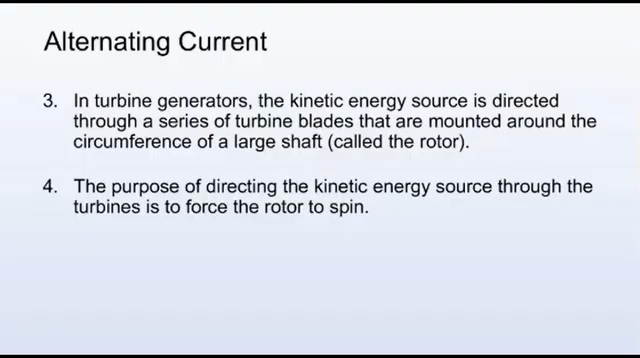 Alternating Current
3. In turbine generators, the kinetic energy source is directed
through a series of turbine blades that are mounted around the
circumference of a large shaft (called the rotor).
4. The purpose of directing the kinetic energy source through the
turbines is to force the rotor to spin.